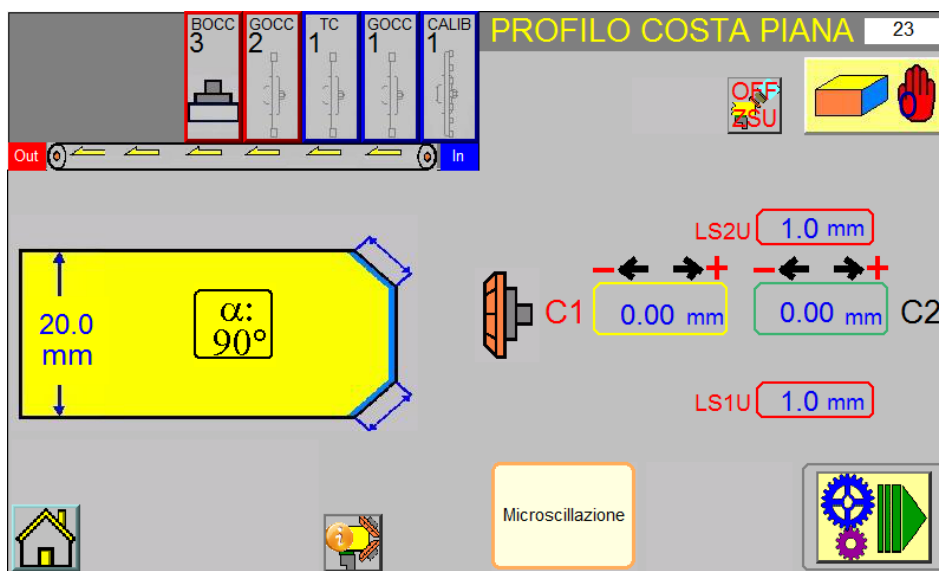 BOCC GOCC TC GOCC CALIB
3 2 1 1 1
PROFILO COSTA PIANA 23
OFF
ZSU
Out In
LS2U 1.0 mm
- + - +
C1 0.00 mm 0.00 mm C2
α:
90°
20.0
mm
LS1U 1.0 mm
Microscillazione
i